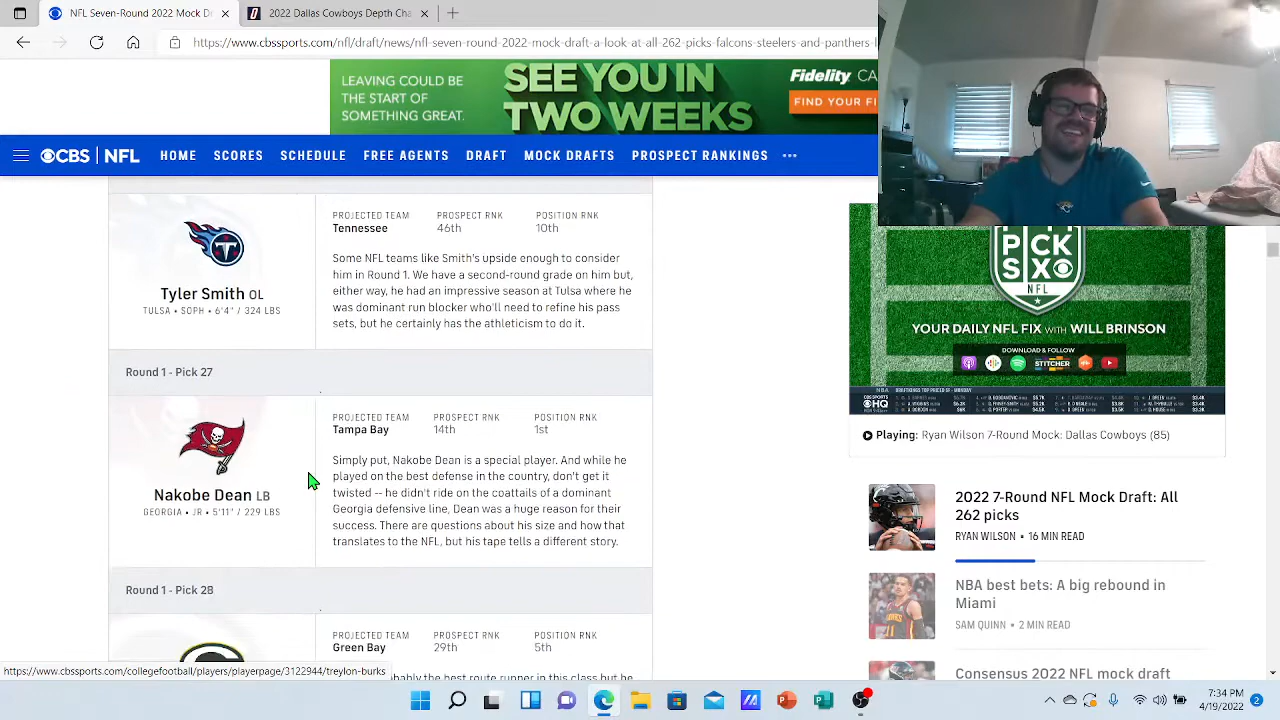 NFL Seven-Round 2022 Mock D
2022 Dallas Cowboys Draft Cha
https://www.cbssports.com/nfl/draft/news/nfl-seven-round-2022-mock-draft-a-look-at-all-262-picks-falcons-steelers-and-panthers
LEAVING COULD BE
THE START OF
SOMETHING GREAT.
SEE YOU IN
TWO WEEKS
Fidelity CA
FIND YOUR FI
CBS NFL HOME SCORES SCHEDULE FREE AGENTS DRAFT MOCK DRAFTS PROSPECT RANKINGS
PROJECTED TEAM PROSPECT RNK POSITION RNK
Tennessee 46th 10th
Some NFL teams like Smith's upside enough to consider
him in Round 1. We have a second-round grade on him but,
either way, he had an impressive season at Tulsa where he
was dominant run blocker who'll need to refine his pass
sets, but he certainly has the athleticism to do it.
Tyler Smith OL
TULSA • SOPH • 6'4" / 324 LBS
Round 1 - Pick 27
PROJECTED TEAM PROSPECT RNK POSITION RNK
Tampa Bay 14th 1st
Simply put, Nakobe Dean is a special player. And while he
played on the best defense in the country, don't get it
twisted -- he didn't ride on the coattails of a dominant
Georgia defensive line, Dean was a huge reason for their
success. There are questions about his size and how that
translates to the NFL, but his tape tells a different story.
Nakobe Dean LB
GEORGIA • JR • 5'11" / 229 LBS
Round 1 - Pick 28
PROJECTED TEAM PROSPECT RNK POSITION RNK
Green Bay 29th 5th
https://www.cbssports.com/collegefootball/players/playerpage/3132944/treylon-burks
PICK
SIX
NFL
YOUR DAILY NFL FIX WITH WILL BRINSON
DOWNLOAD & FOLLOW
STITCHER
CBS SPORTS
HQ
Playing: Ryan Wilson 7-Round Mock: Dallas Cowboys (85)
2022 7-Round NFL Mock Draft: All
262 picks
RYAN WILSON • 16 MIN READ
NBA best bets: A big rebound in
Miami
SAM QUINN • 2 MIN READ
Consensus 2022 NFL mock draft
7:34 PM
4/19/2022
2